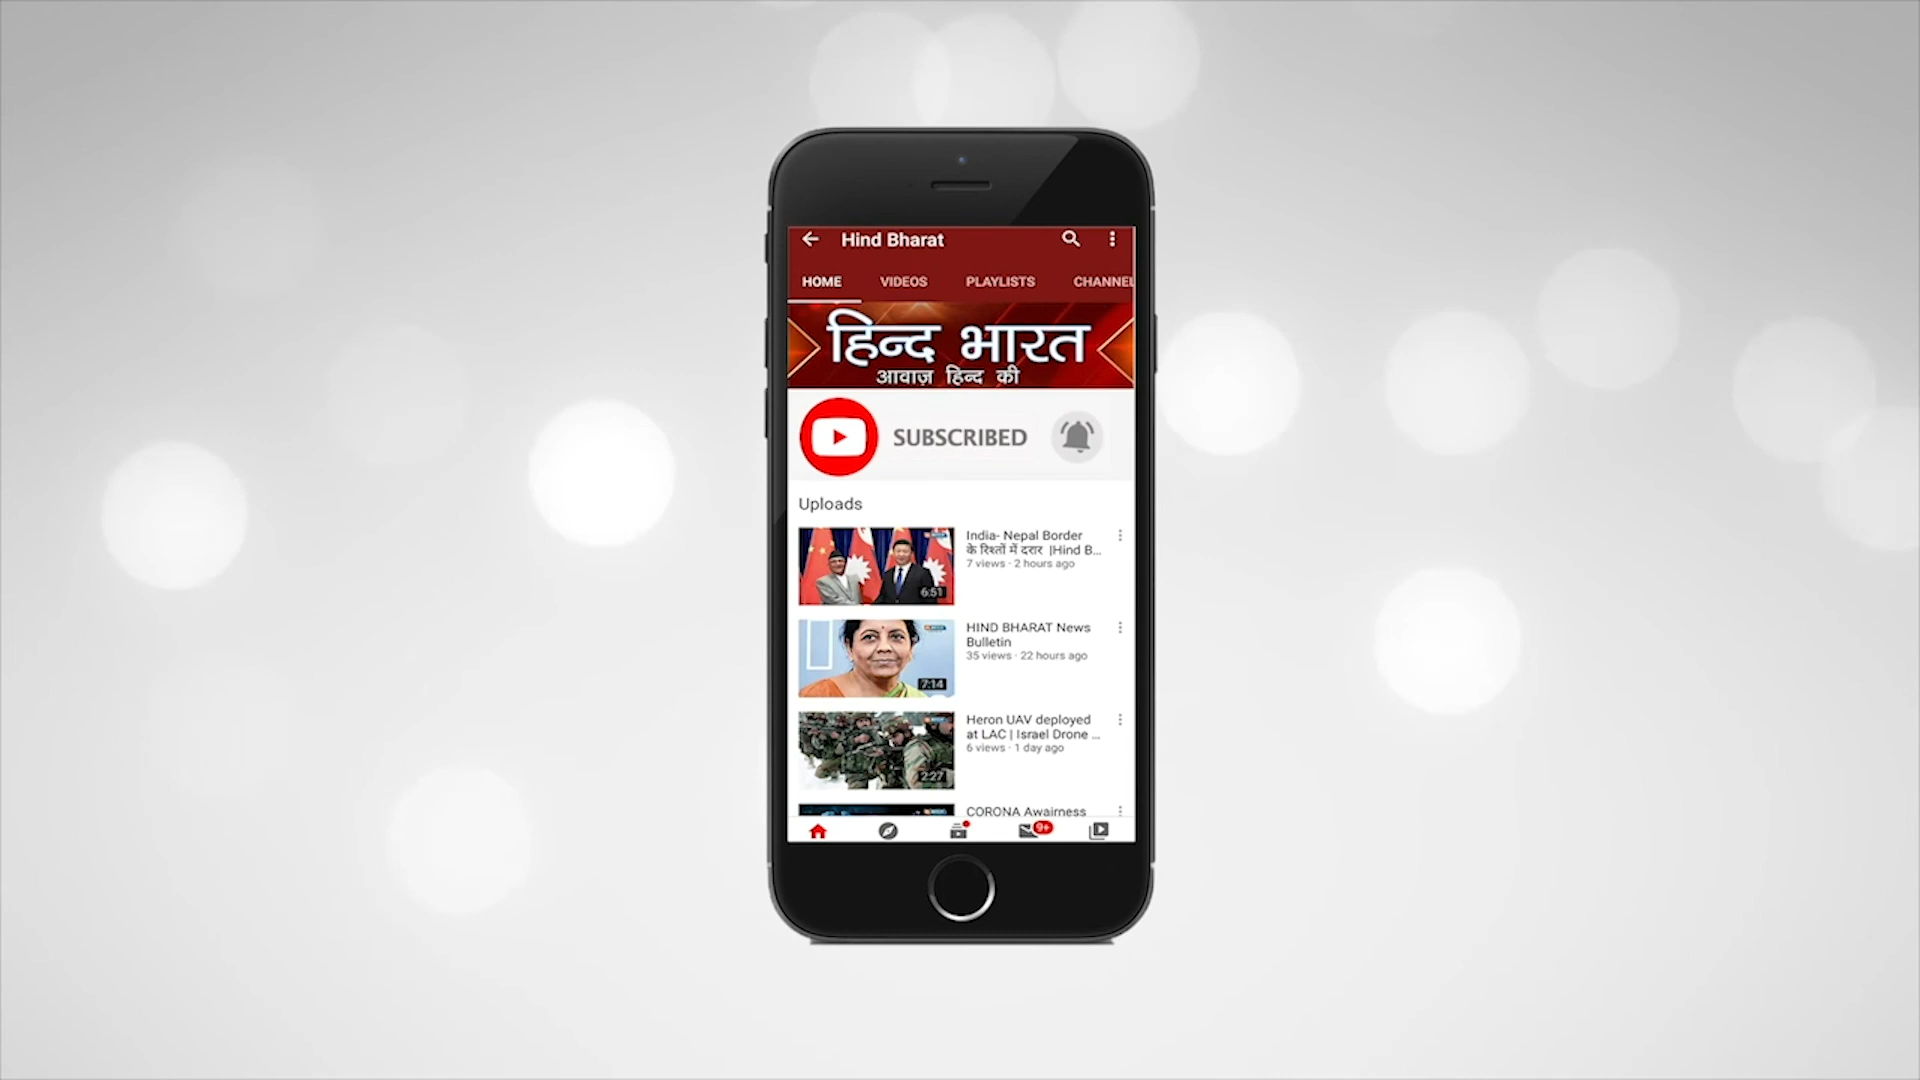 Hind Bharat
HOME VIDEOS PLAYLISTS CHANNEL
हिन्द भारत
आवाज़ हिन्द की
SUBSCRIBED
Uploads
India- Nepal Border
के रिश्तों में दरार |Hind B...
7 views · 2 hours ago
6:51
HIND BHARAT News
Bulletin
35 views · 22 hours ago
7:14
Heron UAV deployed
at LAC | Israel Drone ...
6 views · 1 day ago
2:27
CORONA Awairness
9+